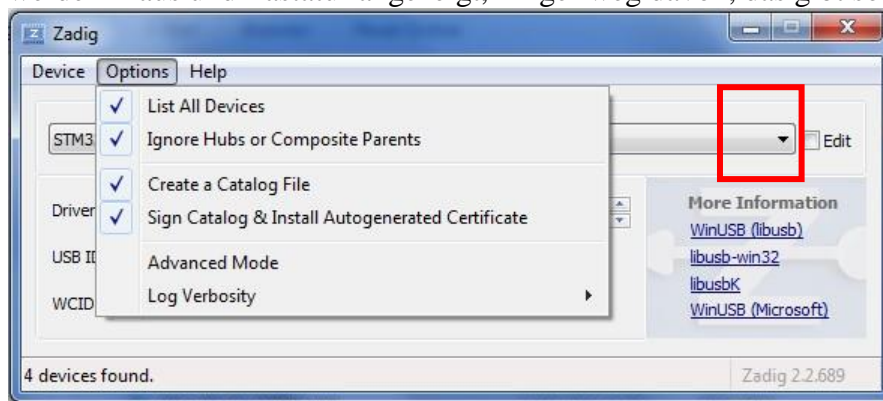 Zadig
Device Options Help
List All Devices
STM3 Ignore Hubs or Composite Parents Edit
Create a Catalog File
Driver Sign Catalog & Install Autogenerated Certificate More Information
WinUSB (libusb)
USB Advanced Mode libusb-win32
Log Verbosity libusbK
WCID WinUSB (Microsoft)
4 devices found. Zadig 2.2.689